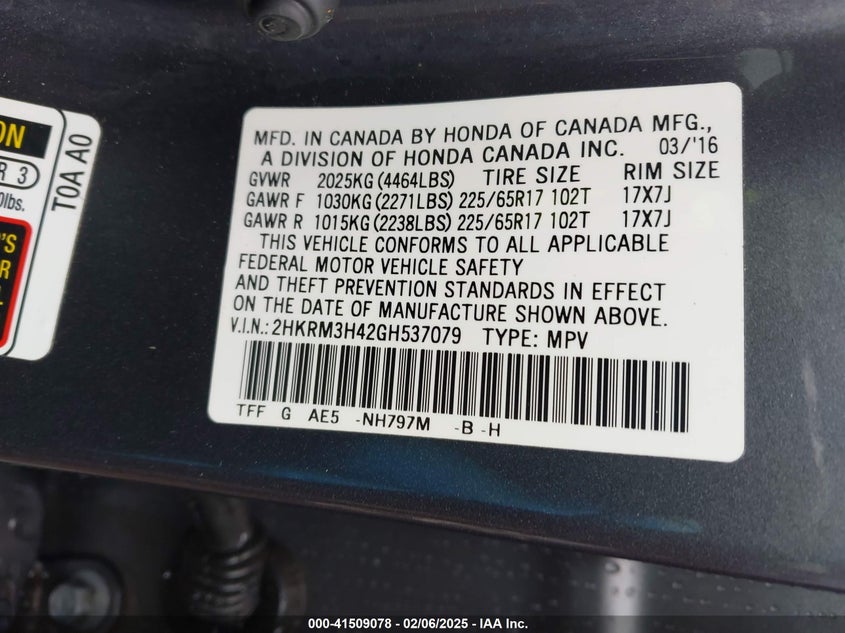 ON
R 3
0lbs.
'S
R
T0A A0
MFD. IN CANADA BY HONDA OF CANADA MFG.,
A DIVISION OF HONDA CANADA INC. 03/'16
GVWR 2025KG (4464LBS) TIRE SIZE RIM SIZE
GAWR F 1030KG (2271LBS) 225/65R17 102T 17X7J
GAWR R 1015KG (2238LBS) 225/65R17 102T 17X7J
THIS VEHICLE CONFORMS TO ALL APPLICABLE
FEDERAL MOTOR VEHICLE SAFETY
AND THEFT PREVENTION STANDARDS IN EFFECT
ON THE DATE OF MANUFACTURE SHOWN ABOVE.
V.I.N.: 2HKRM3H42GH537079 TYPE: MPV
TFF G AE5 -NH797M -B -H
000-41509078 - 02/06/2025 - IAA Inc.